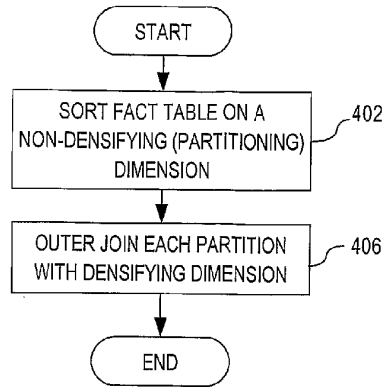 START
SORT FACT TABLE ON A
NON-DENSIFYING (PARTITIONING)
DIMENSION
402
OUTER JOIN EACH PARTITION
WITH DENSIFYING DIMENSION
406
END